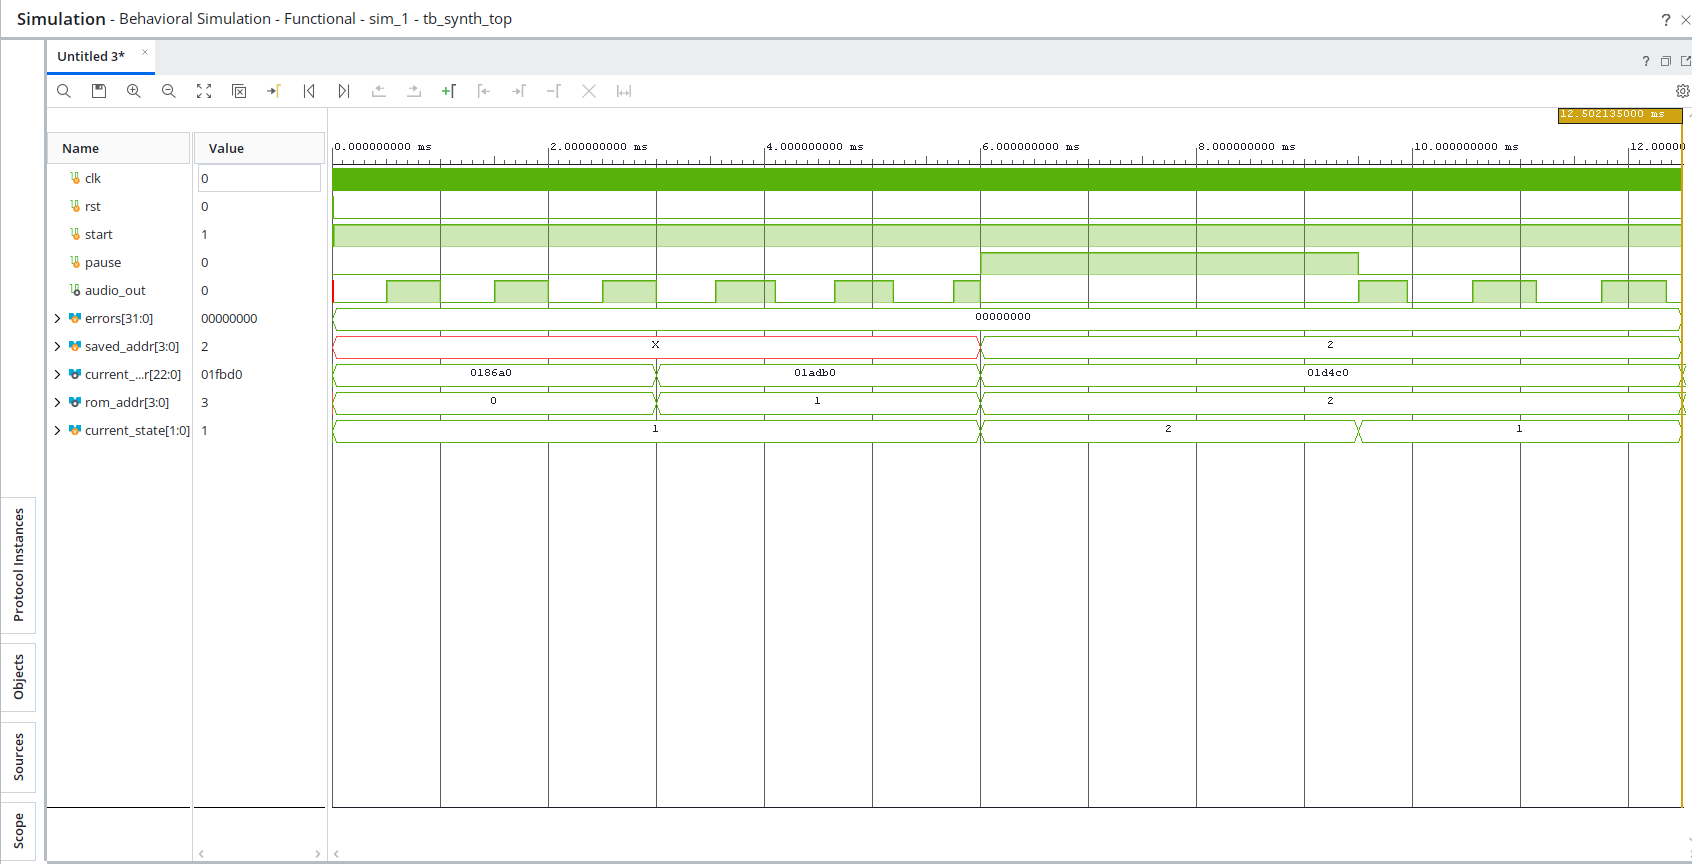 Simulation - Behavioral Simulation - Functional - sim_1 - tb_synth_top
?
Untitled 3*
?
12.502135000 ms
Name Value
0.000000000 ms 2.000000000 ms 4.000000000 ms 6.000000000 ms 8.000000000 ms 10.000000000 ms 12.00000
clk 0
rst 0
start 1
pause 0
audio_out 0
errors[31:0] 00000000 00000000
saved_addr[3:0] 2 X 2
current_...r[22:0] 01fbd0 0186a0 01adb0 01d4c0
rom_addr[3:0] 3 0 1 2
current_state[1:0] 1 1 2 1
Protocol Instances
Objects
Sources
Scope